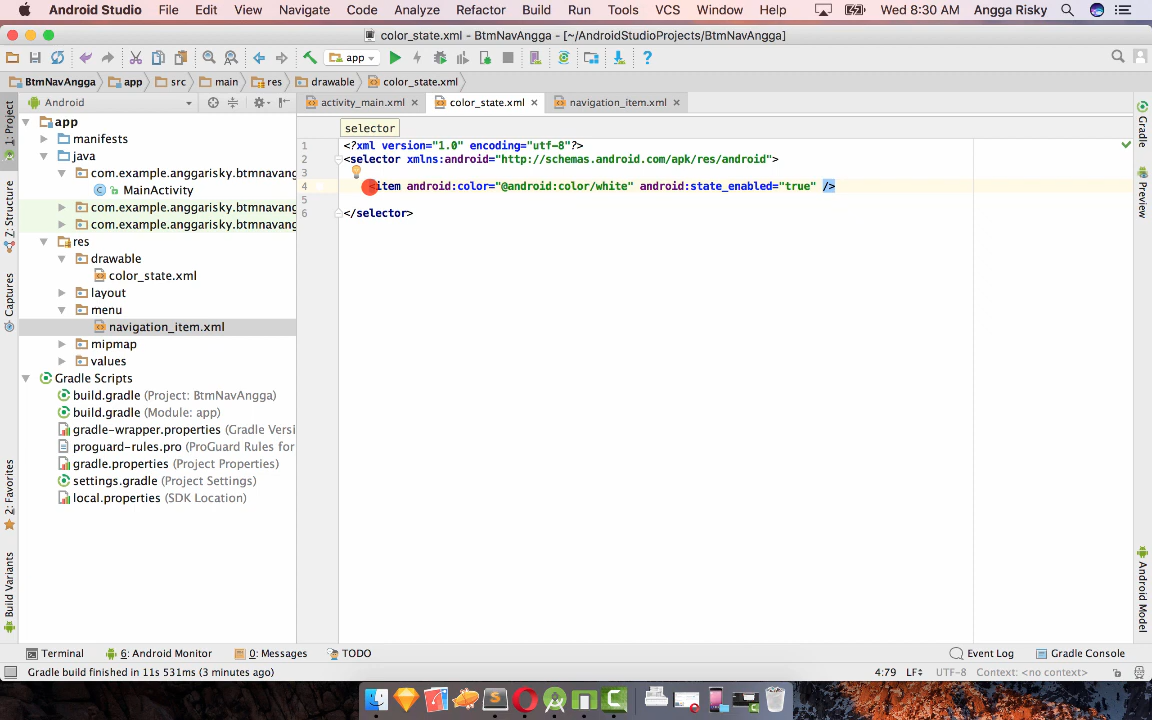 Android Studio File Edit View Navigate Code Analyze Refactor Build Run Tools VCS Window Help Wed 8:30 AM Angga Risky
color_state.xml - BtmNavAngga - [~/AndroidStudioProjects/BtmNavAngga]
app
BtmNavAngga app src main res drawable color_state.xml
Android
activity_main.xml color_state.xml navigation_item.xml
selector
app
manifests
java
com.example.anggarisky.btmnavang
MainActivity
com.example.anggarisky.btmnavang
com.example.anggarisky.btmnavang
res
drawable
color_state.xml
layout
menu
navigation_item.xml
mipmap
values
Gradle Scripts
build.gradle (Project: BtmNavAngga)
build.gradle (Module: app)
gradle-wrapper.properties (Gradle Versi
proguard-rules.pro (ProGuard Rules for
gradle.properties (Project Properties)
settings.gradle (Project Settings)
local.properties (SDK Location)
1 <?xml version="1.0" encoding="utf-8"?>
2 <selector xmlns:android="http://schemas.android.com/apk/res/android">
3
4 <item android:color="@android:color/white" android:state_enabled="true" />
5
6 </selector>
1: Project
Z: Structure
Captures
2: Favorites
Build Variants
Gradle
Preview
Android Model
Terminal 6: Android Monitor 0: Messages TODO Event Log Gradle Console
Gradle build finished in 11s 531ms (3 minutes ago) 4:79 LF÷ UTF-8 Context: <no context>